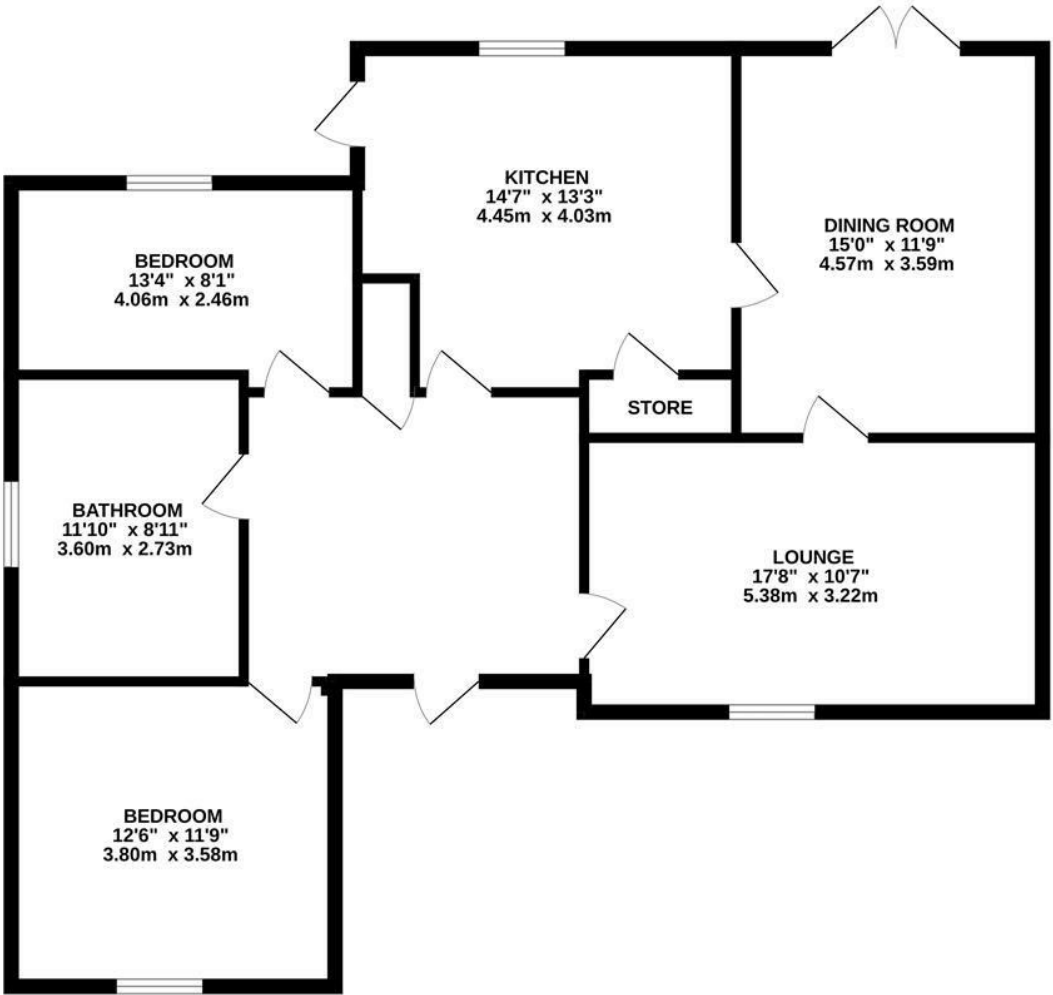 KITCHEN
14'7" x 13'3"
4.45m x 4.03m
DINING ROOM
15'0" x 11'9"
4.57m x 3.59m
BEDROOM
13'4" x 8'1"
4.06m x 2.46m
STORE
BATHROOM
11'10" x 8'11"
3.60m x 2.73m
LOUNGE
17'8" x 10'7"
5.38m x 3.22m
BEDROOM
12'6" x 11'9"
3.80m x 3.58m